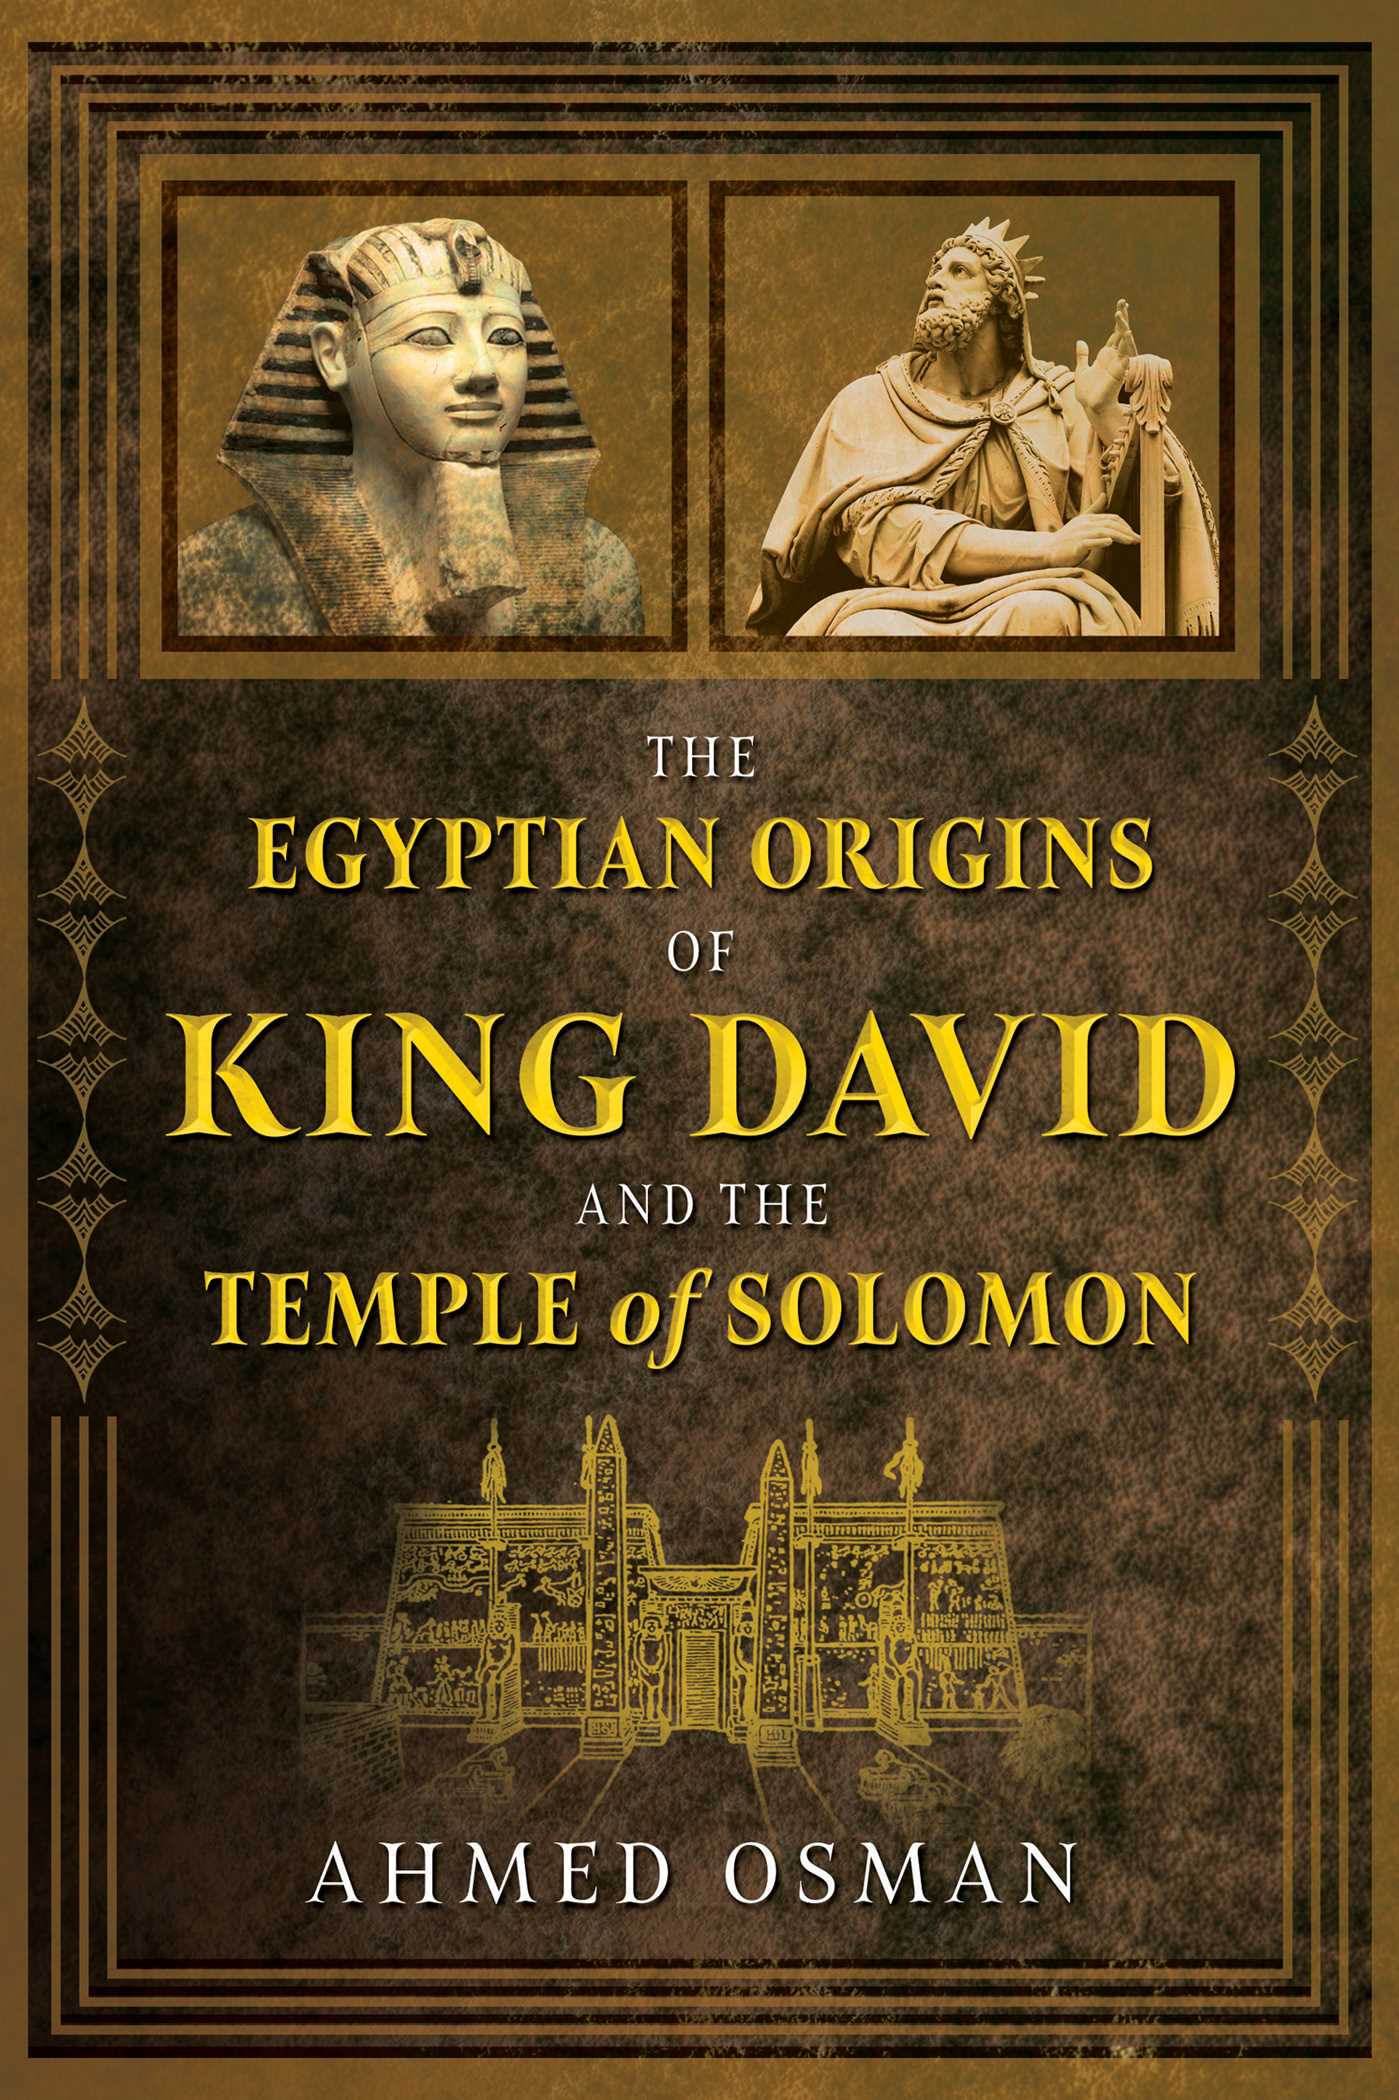 THE
EGYPTIAN ORIGINS
OF
KING DAVID
AND THE
TEMPLE of SOLOMON
AHMED OSMAN